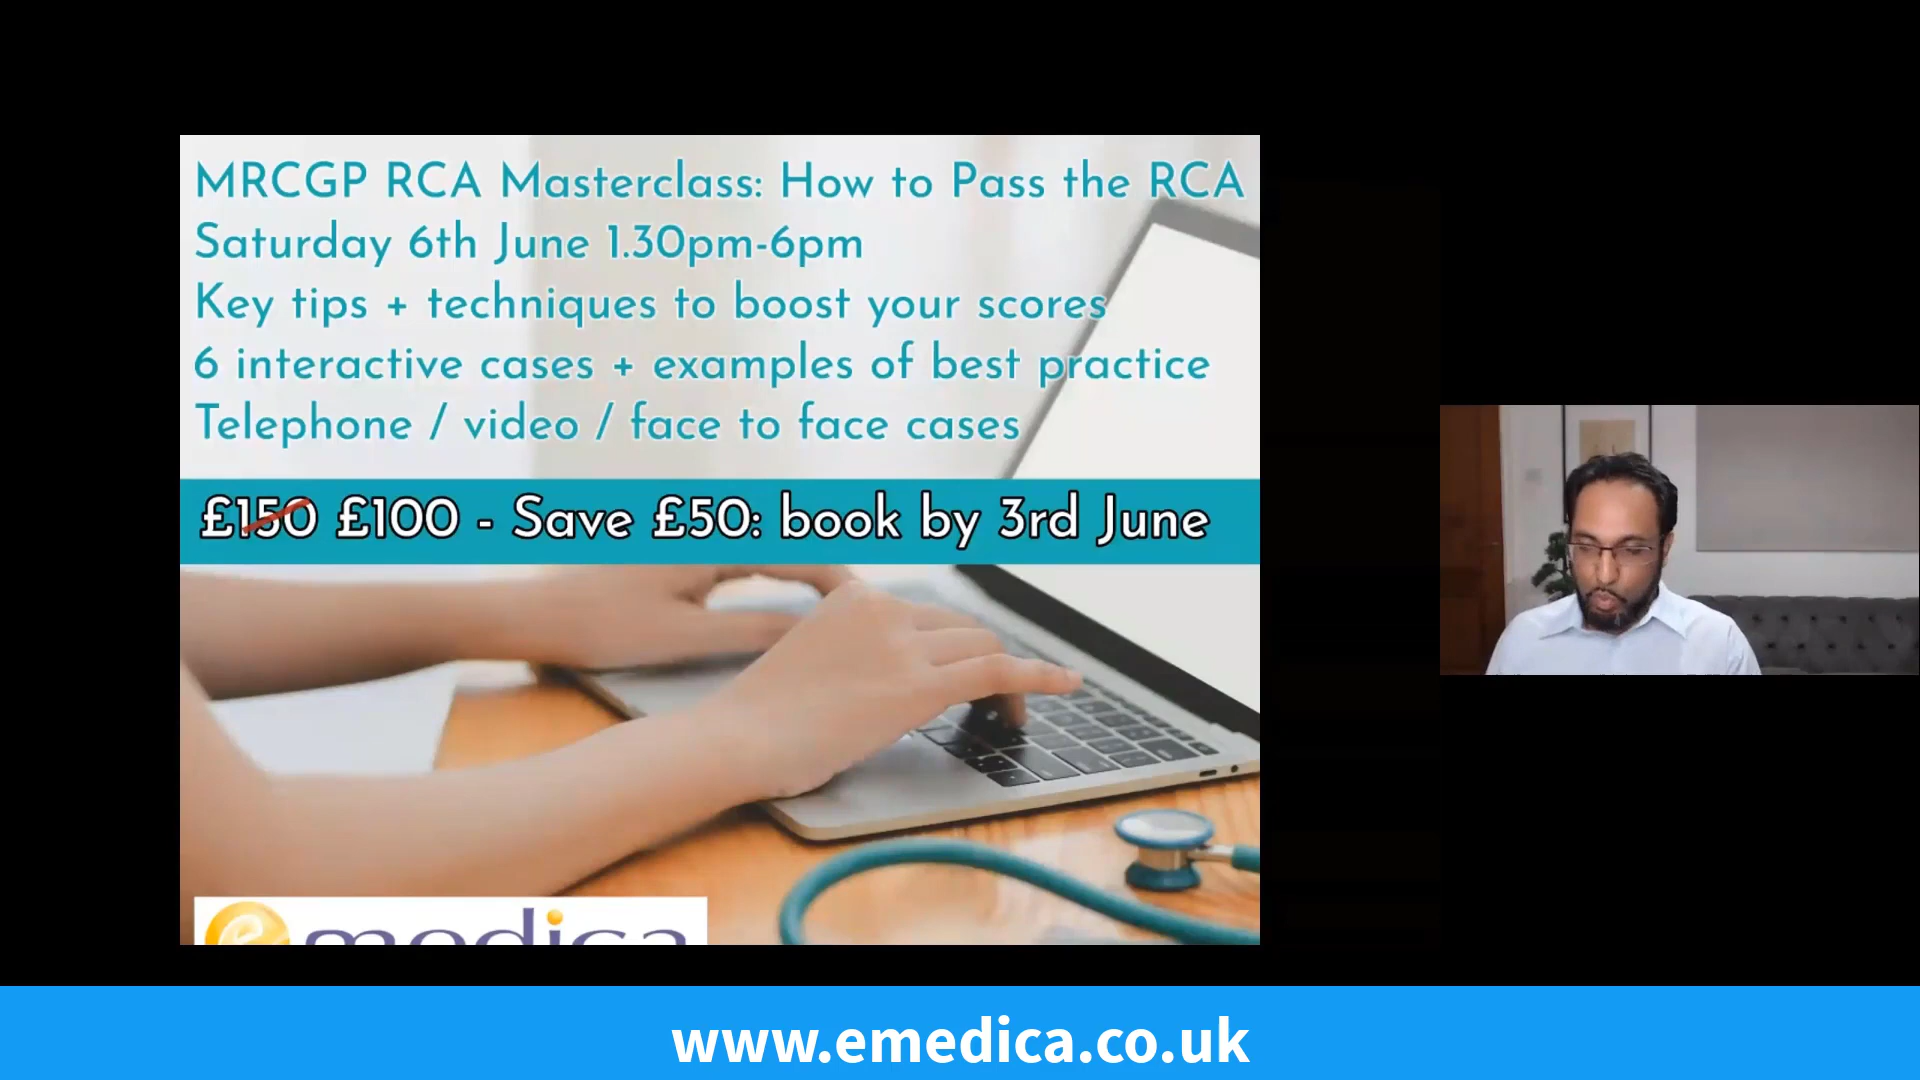 MRCGP RCA Masterclass: How to Pass the RCA
Saturday 6th June 1.30pm-6pm
Key tips + techniques to boost your scores
6 interactive cases + examples of best practice
Telephone / video / face to face cases
£150 £100 - Save £50: book by 3rd June
emedica
www.emedica.co.uk